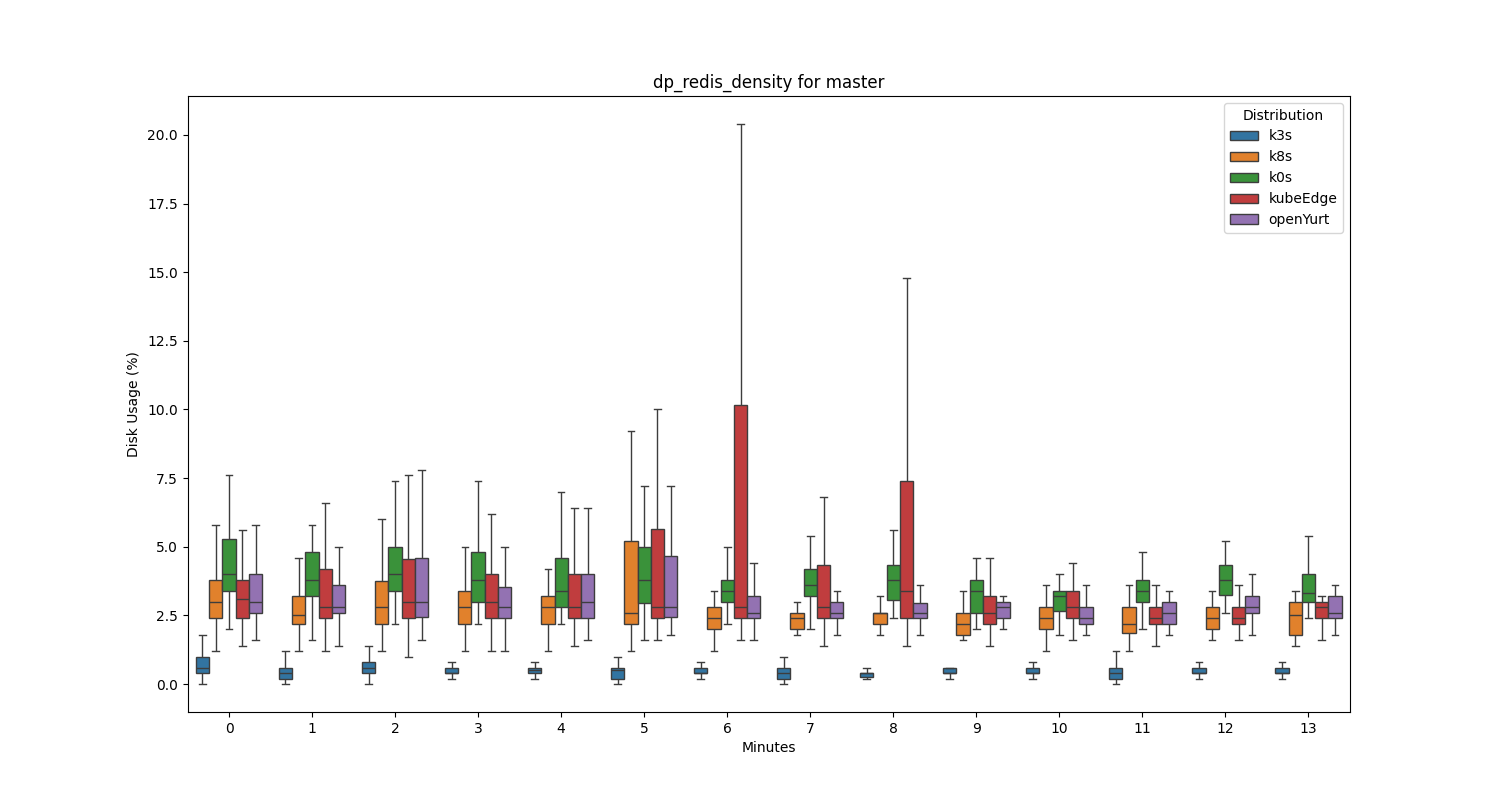 dp_redis_density for master
Distribution
k3s
k8s
k0s
kubeEdge
openYurt
Disk Usage (%)
20.0
17.5
15.0
12.5
10.0
7.5
5.0
2.5
0.0
0 1 2 3 4 5 6 7 8 9 10 11 12 13
Minutes